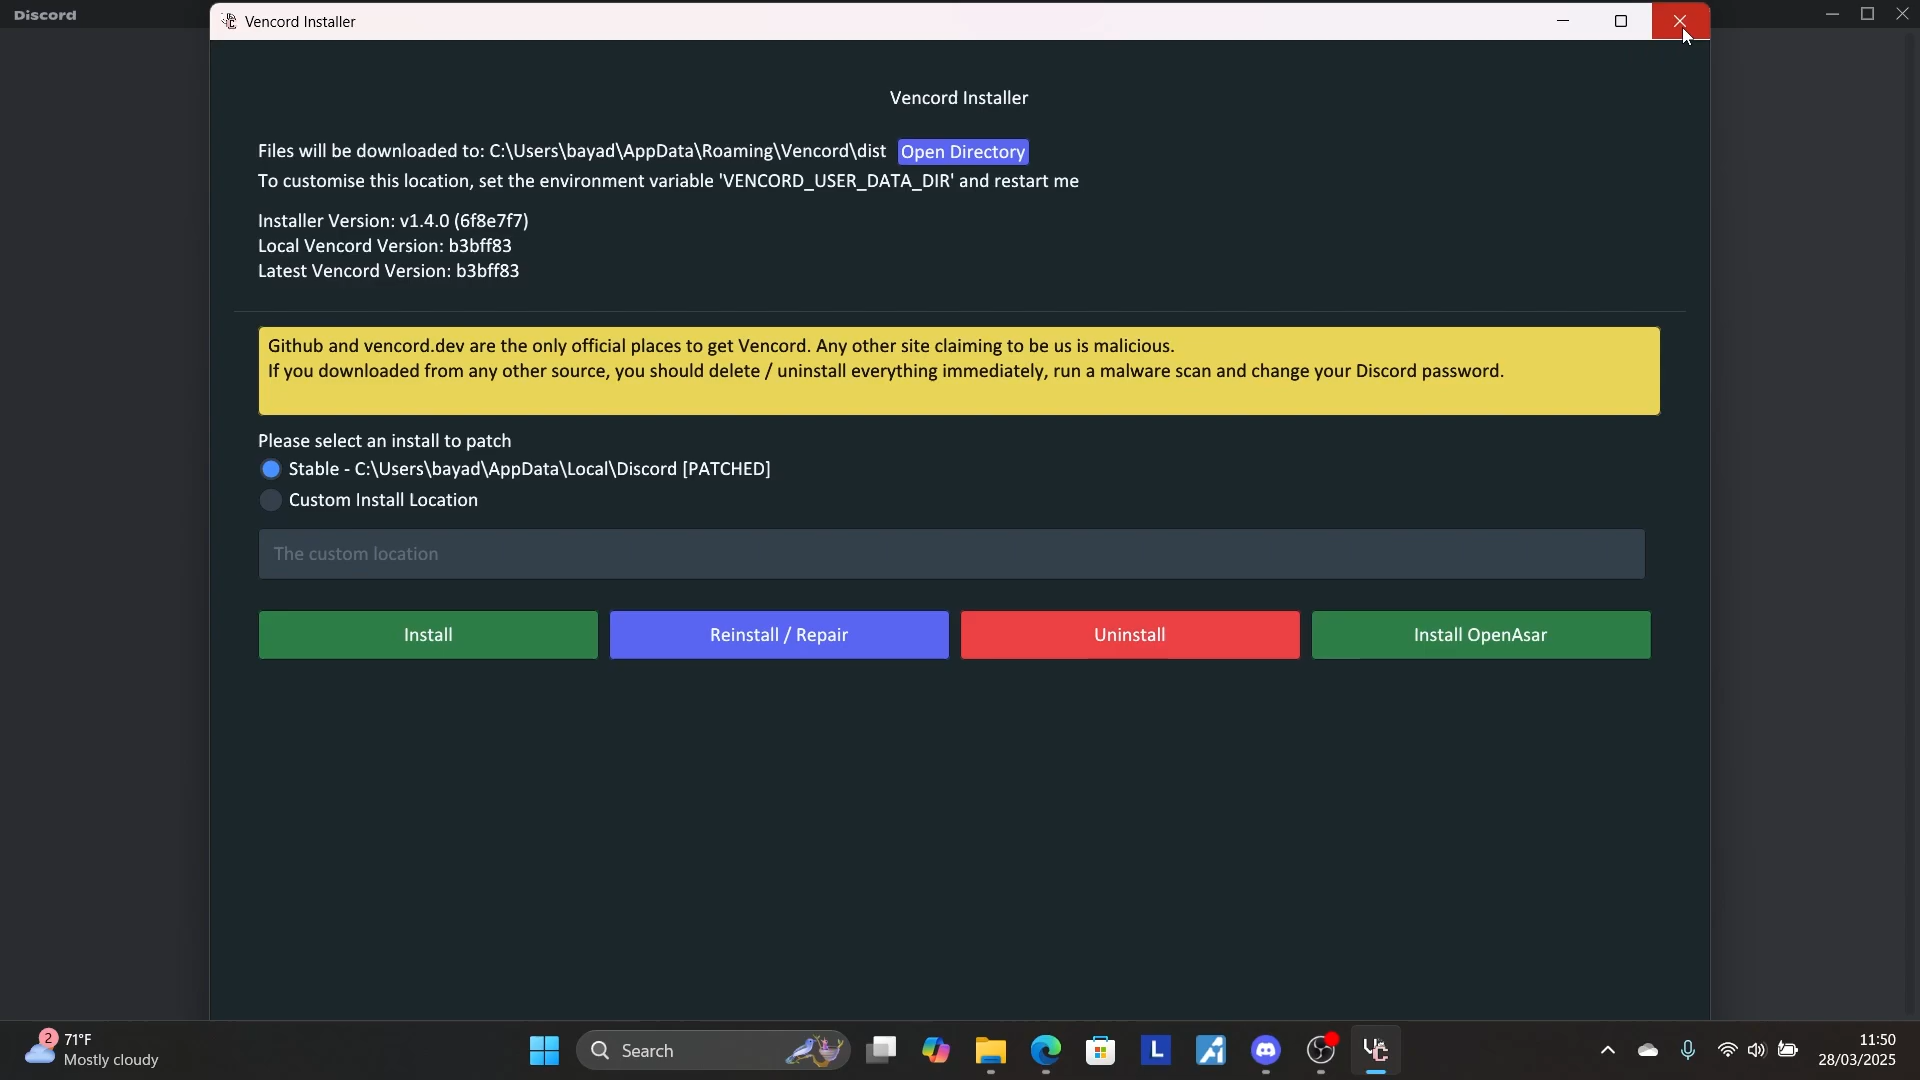 Discord
Vencord Installer
Vencord Installer
Files will be downloaded to: C:\Users\bayad\AppData\Roaming\Vencord\dist Open Directory
To customise this location, set the environment variable 'VENCORD_USER_DATA_DIR' and restart me
Installer Version: v1.4.0 (6f8e7f7)
Local Vencord Version: b3bff83
Latest Vencord Version: b3bff83
Github and vencord.dev are the only official places to get Vencord. Any other site claiming to be us is malicious.
If you downloaded from any other source, you should delete / uninstall everything immediately, run a malware scan and change your Discord password.
Please select an install to patch
Stable - C:\Users\bayad\AppData\Local\Discord [PATCHED]
Custom Install Location
The custom location
Install Reinstall / Repair Uninstall Install OpenAsar
2 71°F
Mostly cloudy
Search
L
11:50
28/03/2025